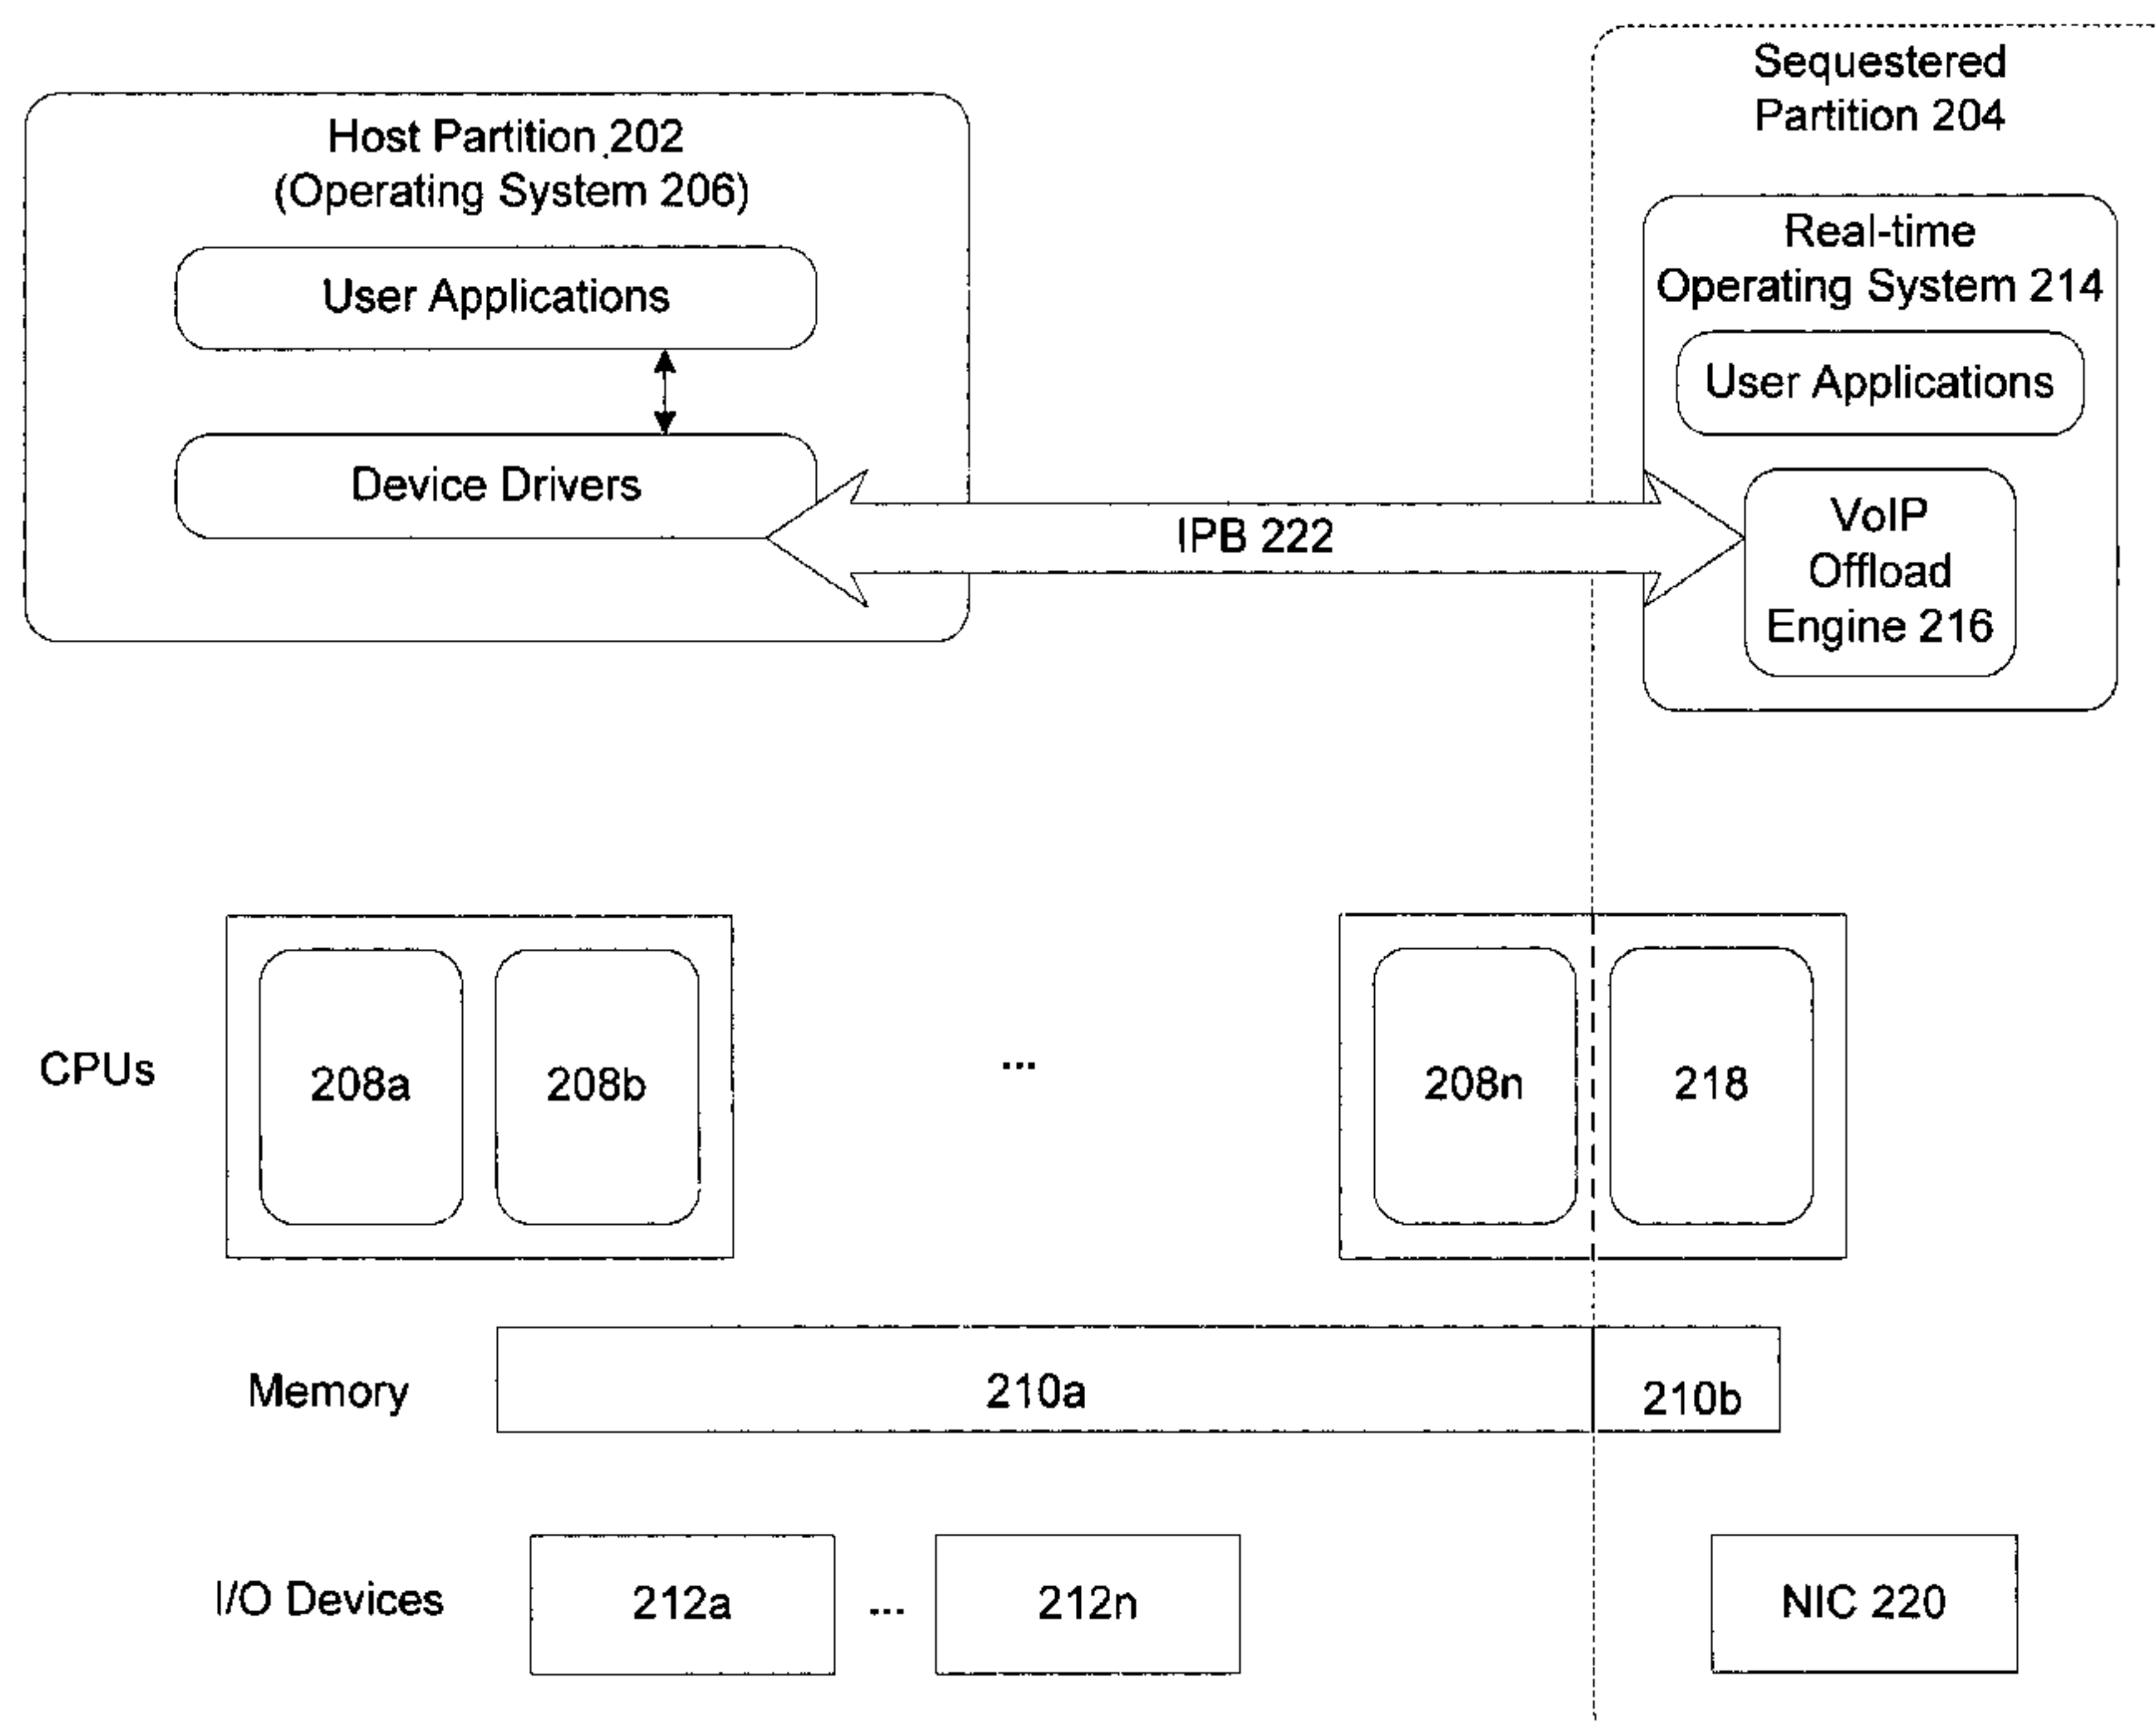 Sequestered
Partition 204
Host Partition 202
(Operating System 206)
User Applications
Device Drivers
IPB 222
Real-time
Operating System 214
User Applications
VoIP
Offload
Engine 216
CPUs
208a
208b
...
208n
218
Memory
210a
210b
I/O Devices
212a
...
212n
NIC 220